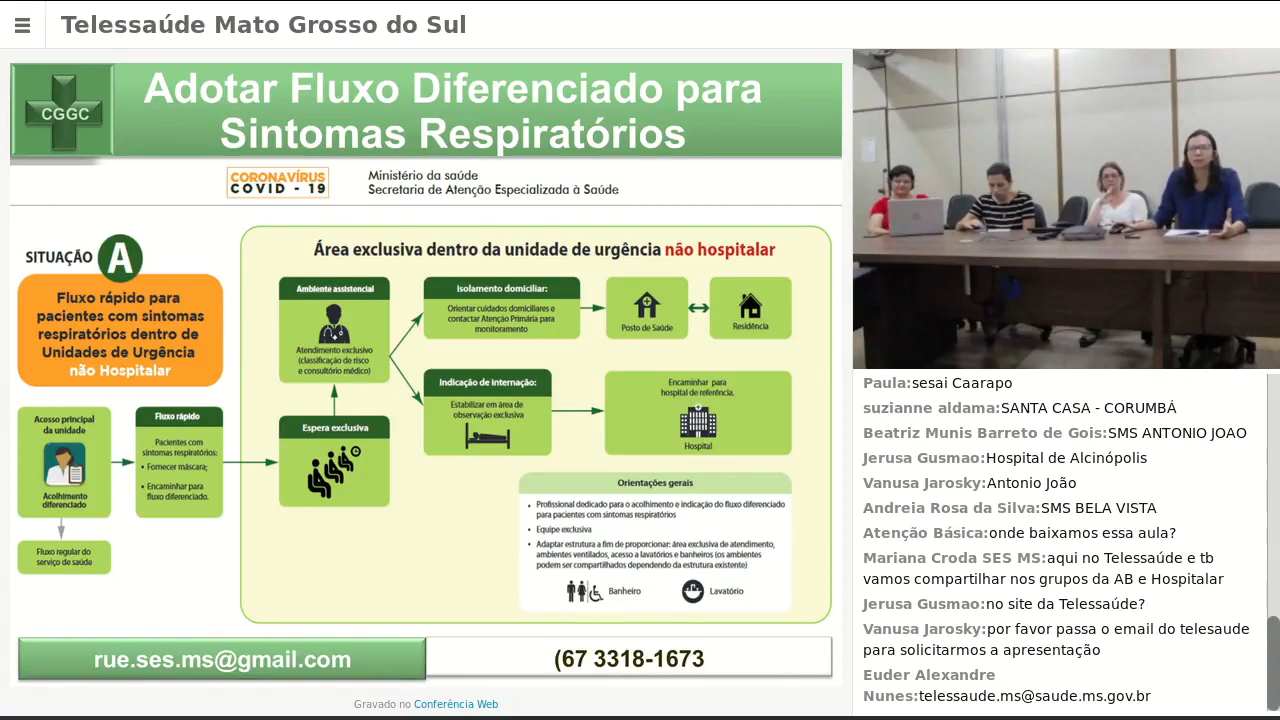 Telessaúde Mato Grosso do Sul
CGGC
Adotar Fluxo Diferenciado para
Sintomas Respiratórios
CORONAVÍRUS
COVID - 19
Ministério da saúde
Secretaria de Atenção Especializada à Saúde
SITUAÇÃO A
Fluxo rápido para
pacientes com sintomas
respiratórios dentro de
Unidades de Urgência
não Hospitalar
Acesso principal
da unidade
Acolhimento
diferenciado
Fluxo regular do
serviço de saúde
Fluxo rápido
Pacientes com
sintomas respiratórios:
• Fornecer máscara;
• Encaminhar para
fluxo diferenciado.
Área exclusiva dentro da unidade de urgência não hospitalar
Ambiente assistencial
Atendimento exclusivo
(classificação de risco
e consultório médico)
Espera exclusiva
Isolamento domiciliar:
Orientar cuidados domiciliares e
contactar Atenção Primária para
monitoramento
Posto de Saúde
Residência
Indicação de internação:
Estabilizar em área de
observação exclusiva
Encaminhar para
hospital de referência.
Hospital
Orientações gerais
• Profissional dedicado para o acolhimento e indicação do fluxo diferenciado
para pacientes com sintomas respiratórios
• Equipe exclusiva
• Adaptar estrutura a fim de proporcionar: área exclusiva de atendimento,
ambientes ventilados, acesso a lavatórios e banheiros (os ambientes
podem ser compartilhados dependendo da estrutura existente)
Banheiro
Lavatório
rue.ses.ms@gmail.com
(67 3318-1673
Gravado no Conferência Web
Paula:sesai Caarapo
suzianne aldama:SANTA CASA - CORUMBÁ
Beatriz Munis Barreto de Gois:SMS ANTONIO JOAO
Jerusa Gusmao:Hospital de Alcinópolis
Vanusa Jarosky:Antonio João
Andreia Rosa da Silva:SMS BELA VISTA
Atenção Básica:onde baixamos essa aula?
Mariana Croda SES MS:aqui no Telessaúde e tb
vamos compartilhar nos grupos da AB e Hospitalar
Jerusa Gusmao:no site da Telessaúde?
Vanusa Jarosky:por favor passa o email do telesaude
para solicitarmos a apresentação
Euder Alexandre
Nunes:telessaude.ms@saude.ms.gov.br